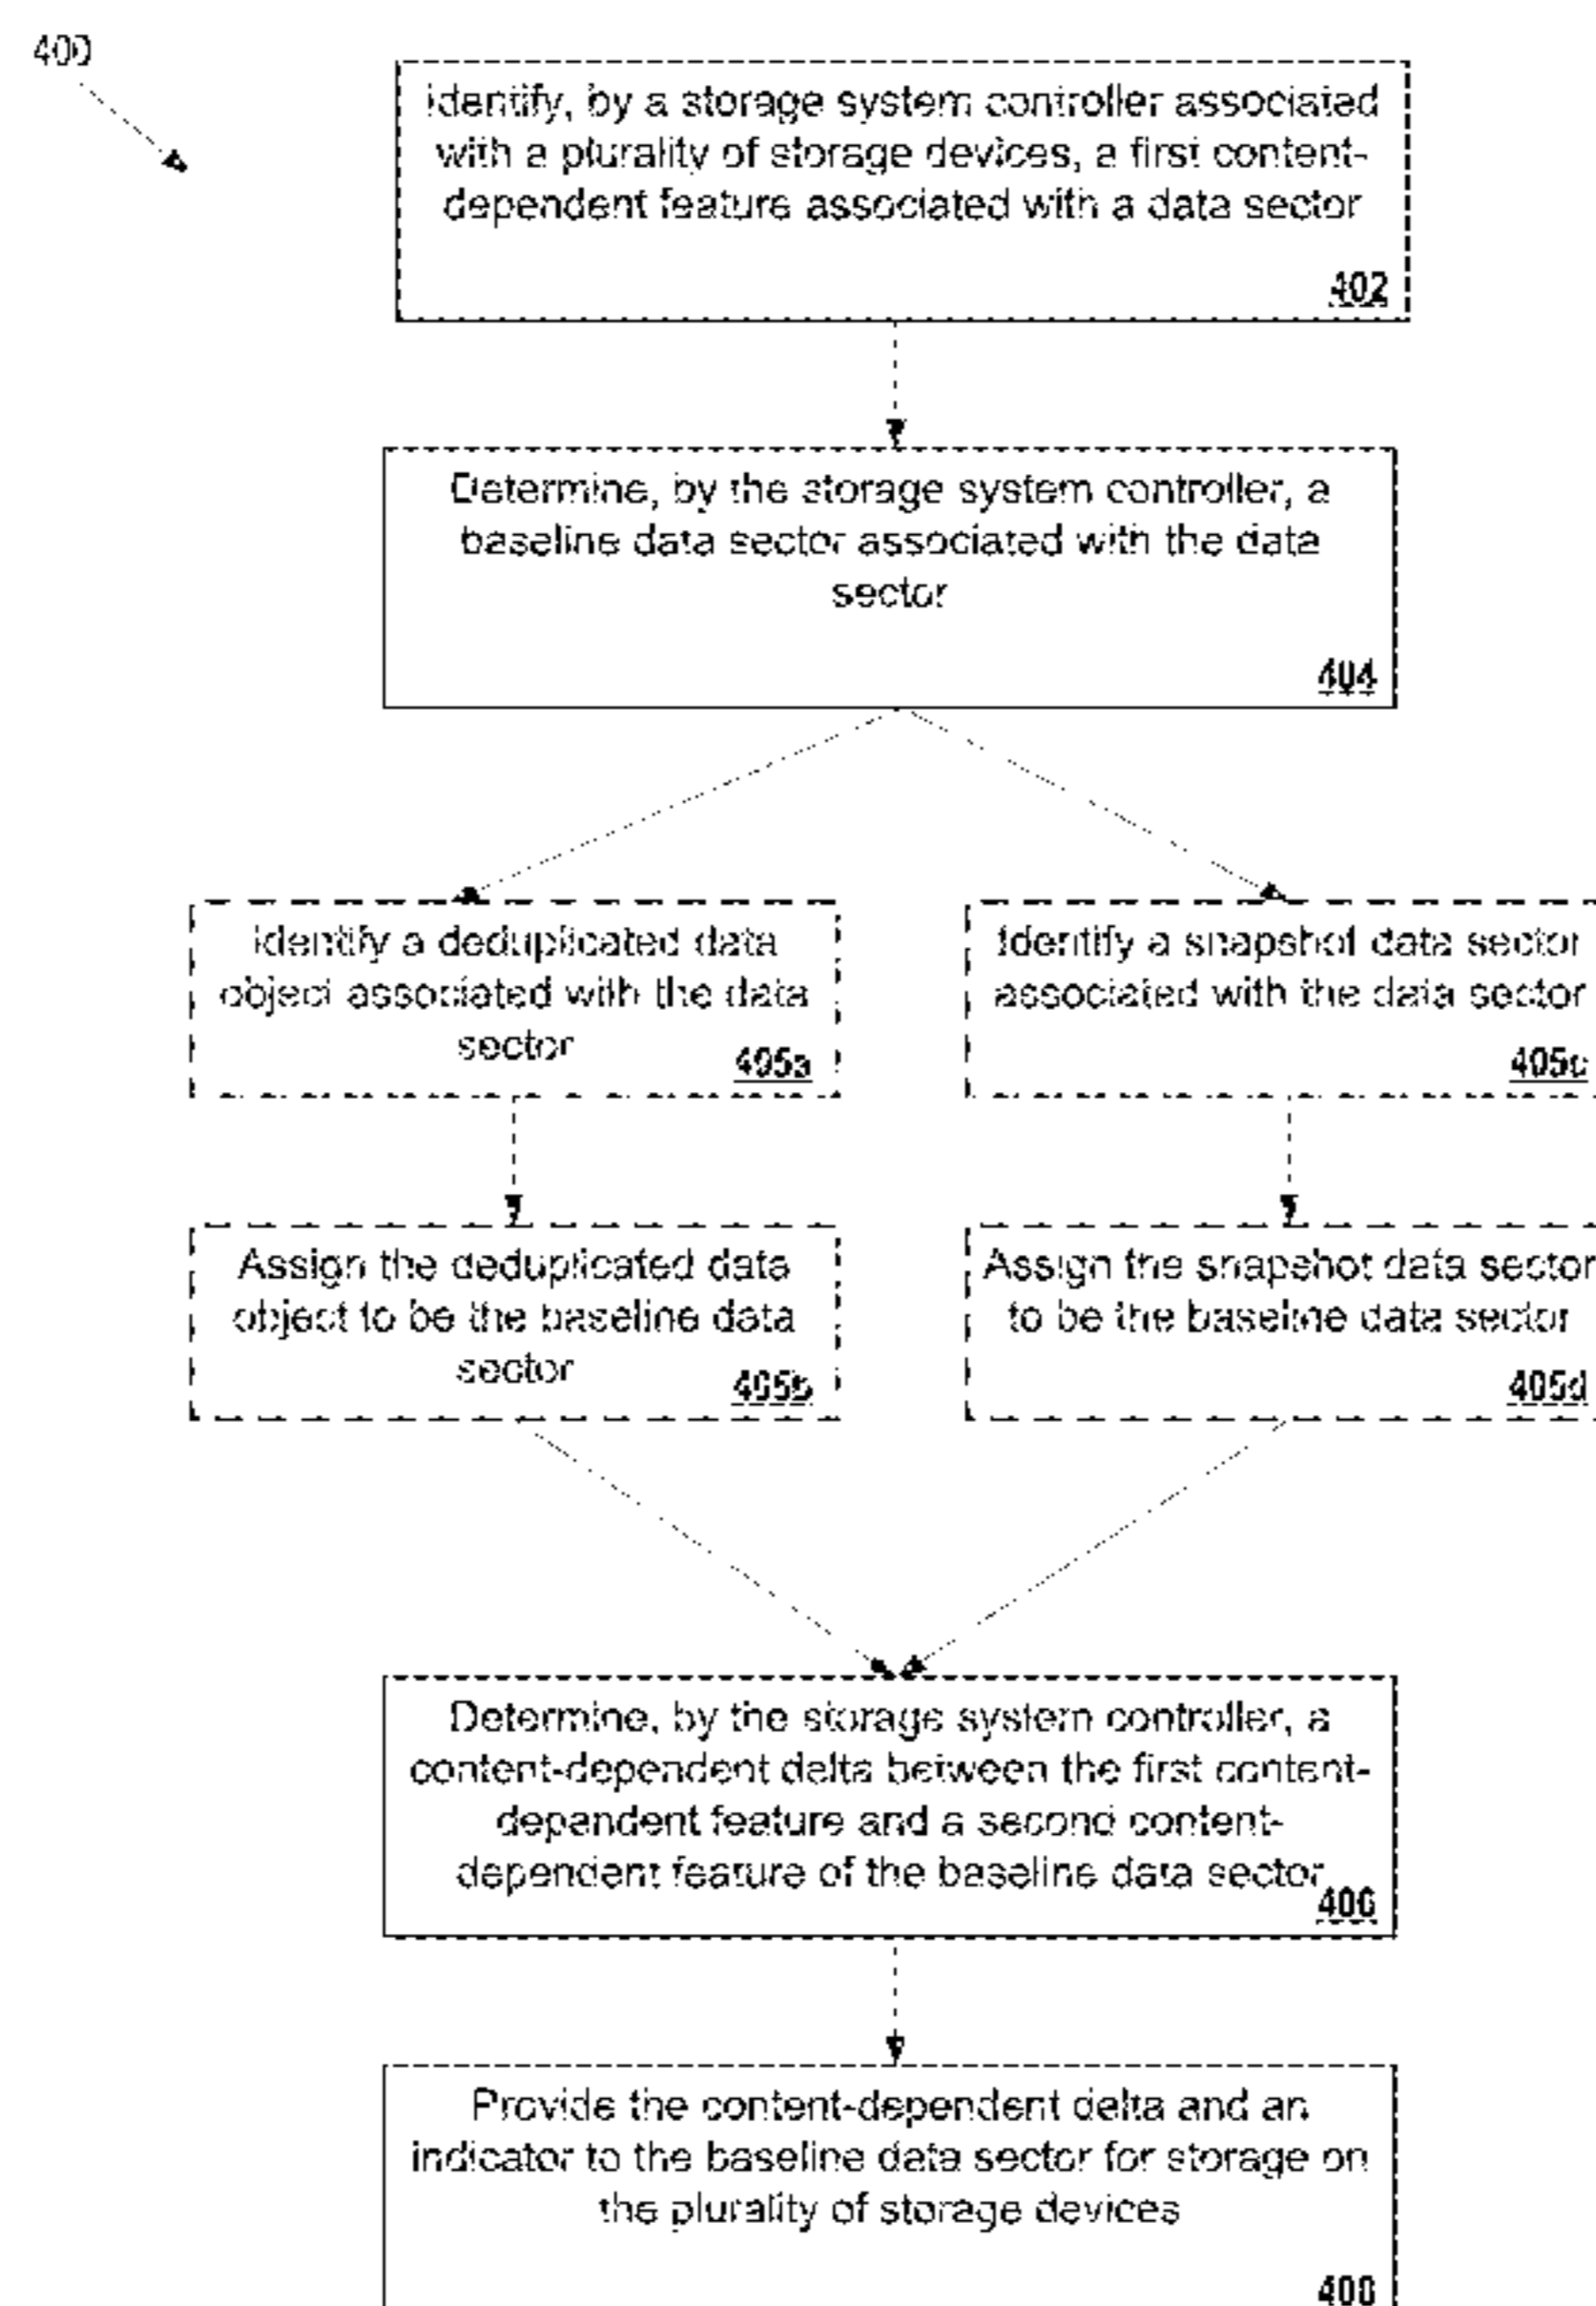 400
Identify, by a storage system controller associated
with a plurality of storage devices, a first content-
dependent feature associated with a data sector
402
Determine, by the storage system controller, a
baseline data sector associated with the data
sector
404
Identify a deduplicated data
object associated with the data
sector
405a
Identify a snapshot data sector
associated with the data sector
405c
Assign the deduplicated data
object to be the baseline data
sector
405b
Assign the snapshot data sector
to be the baseline data sector
405d
Determine, by the storage system controller, a
content-dependent delta between the first content-
dependent feature and a second content-
dependent feature of the baseline data sector
406
Provide the content-dependent delta and an
indicator to the baseline data sector for storage on
the plurality of storage devices
408